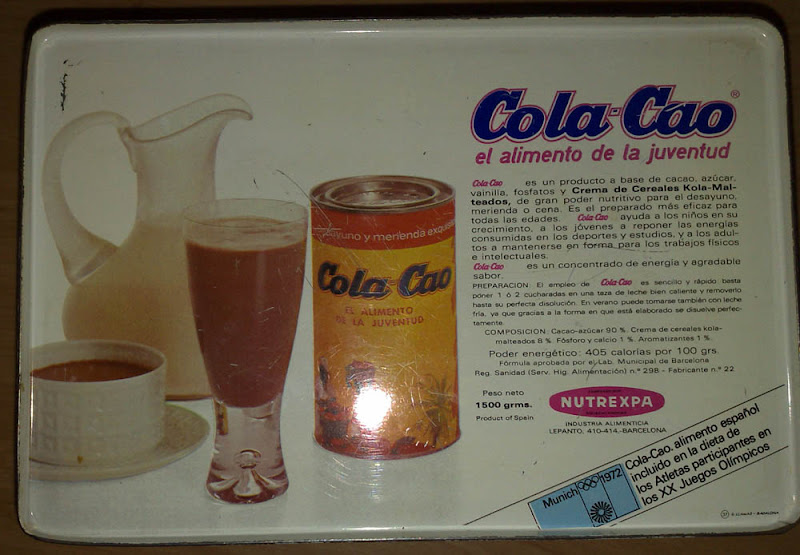 Cola-Cao®
el alimento de la juventud
Cola-Cao es un producto a base de cacao, azúcar,
vainilla, fosfatos y Crema de Cereales Kola-Mal-
teados, de gran poder nutritivo para el desayuno,
merienda o cena. Es el preparado más eficaz para
todas las edades. Cola-Cao ayuda a los niños en su
crecimiento, a los jóvenes a reponer las energías
consumidas en los deportes y estudios, y a los adul-
tos a mantenerse en forma para los trabajos físicos
e intelectuales.
Cola-Cao es un concentrado de energía y agradable
sabor.
PREPARACION: El empleo de Cola-Cao es sencillo y rápido basta
poner 1 ó 2 cucharadas en una taza de leche bien caliente y removerlo
hasta su perfecta disolución. En verano puede tomarse también con leche
fría, ya que gracias a la forma en que está elaborado se disuelve perfec-
tamente.
COMPOSICION: Cacao-azúcar 90 %. Crema de cereales kola-
malteados 8 %. Fósforo y calcio 1 %. Aromatizantes 1 %.
Poder energético: 405 calorías por 100 grs.
Fórmula aprobada por el Lab. Municipal de Barcelona
Reg. Sanidad (Serv. Hig. Alimentación) n.º 298 - Fabricante n.º 22
Peso neto
1500 grms.
Product of Spain
NUTREXPA
INDUSTRIA ALIMENTICIA
LEPANTO, 410-414.-BARCELONA
Munich 1972
Cola-Cao, alimento español
incluido en la dieta de
los Atletas participantes en
los XX Juegos Olímpicos
yuno y merienda exquis
Cola-Cao
EL ALIMENTO
DE LA JUVENTUD